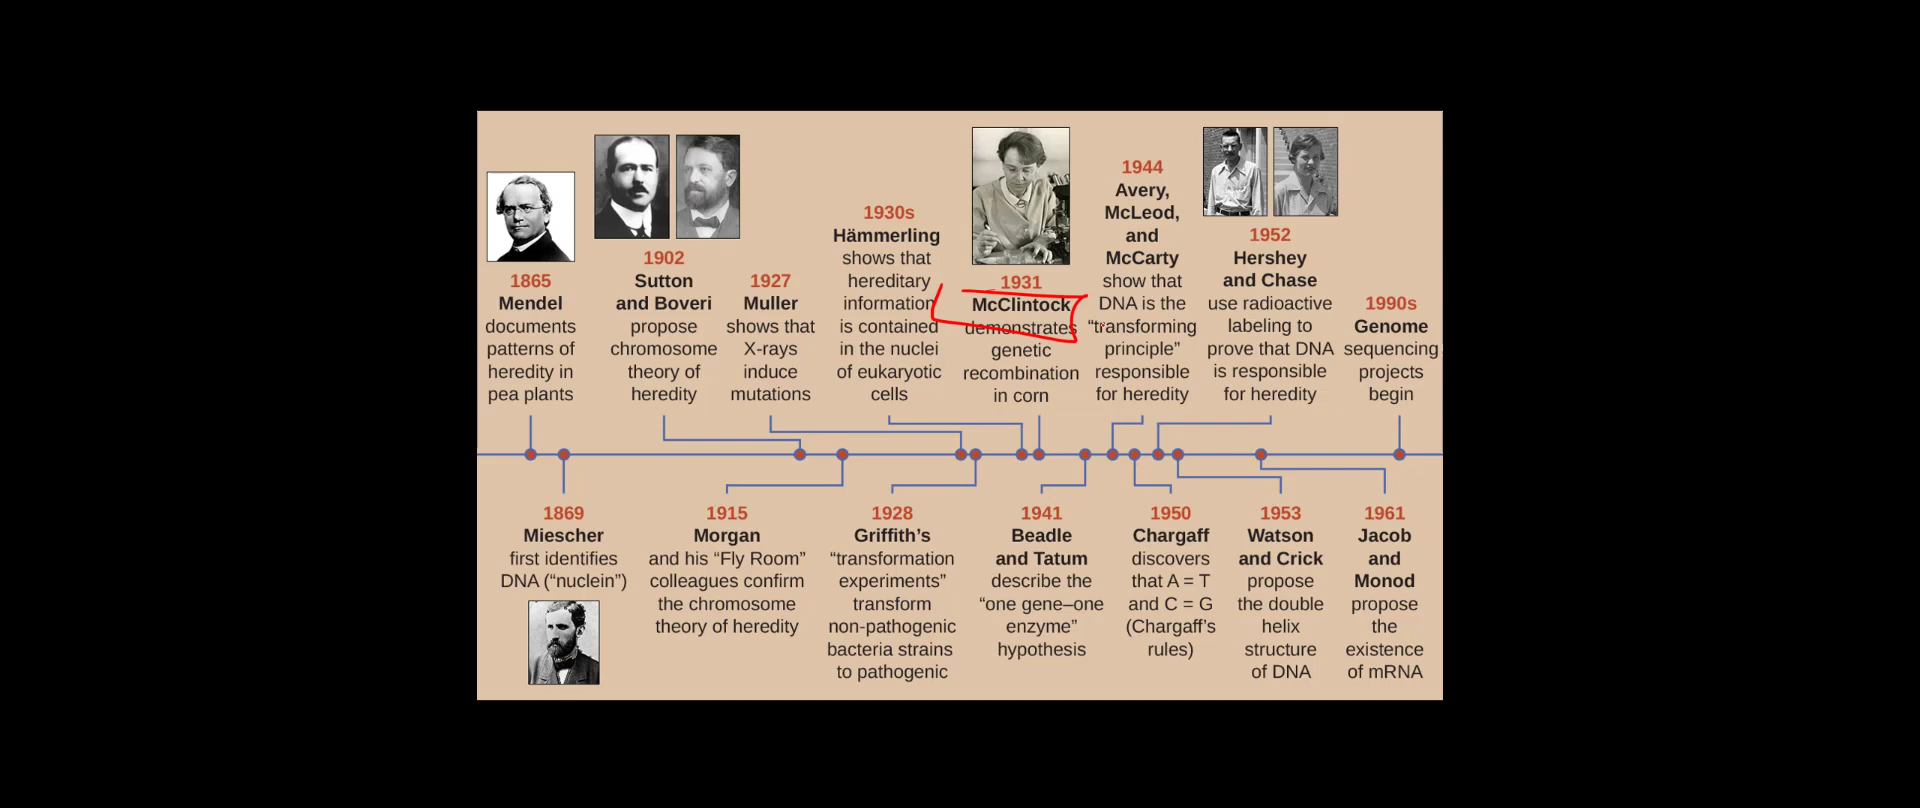 1865
Mendel
documents
patterns of
heredity in
pea plants
1902
Sutton
and Boveri
propose
chromosome
theory of
heredity
1927
Muller
shows that
X-rays
induce
mutations
1930s
Hämmerling
shows that
hereditary
information
is contained
in the nuclei
of eukaryotic
cells
1931
McClintock
demonstrates
genetic
recombination
in corn
1944
Avery,
McLeod,
and
McCarty
show that
DNA is the
“transforming
principle”
responsible
for heredity
1952
Hershey
and Chase
use radioactive
labeling to
prove that DNA
is responsible
for heredity
1990s
Genome
sequencing
projects
begin
1869
Miescher
first identifies
DNA (“nuclein”)
1915
Morgan
and his “Fly Room”
colleagues confirm
the chromosome
theory of heredity
1928
Griffith’s
“transformation
experiments”
transform
non-pathogenic
bacteria strains
to pathogenic
1941
Beadle
and Tatum
describe the
“one gene–one
enzyme”
hypothesis
1950
Chargaff
discovers
that A = T
and C = G
(Chargaff’s
rules)
1953
Watson
and Crick
propose
the double
helix
structure
of DNA
1961
Jacob
and
Monod
propose
the
existence
of mRNA